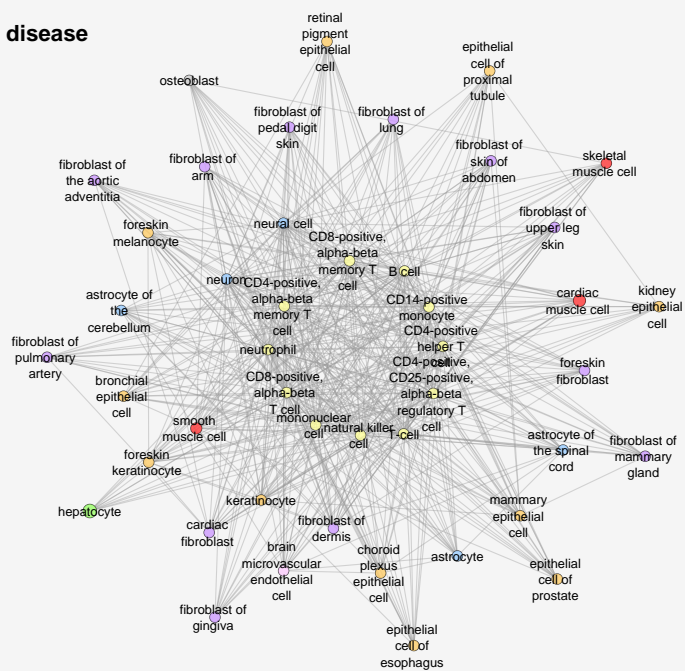 disease
retinal
pigment
epithelial
cell
epithelial
cell of
proximal
tubule
osteoblast
fibroblast of
pedal digit
skin
fibroblast of
lung
fibroblast of
skin of
abdomen
skeletal
muscle cell
fibroblast of
arm
fibroblast of
the aortic
adventitia
fibroblast of
upper leg
skin
foreskin
melanocyte
neural cell
CD8-positive,
alpha-beta
memory T
cell
B cell
neuron
CD4-positive,
alpha-beta
memory T
cell
CD14-positive
monocyte
cardiac
muscle cell
kidney
epithelial
cell
astrocyte of
the
cerebellum
CD4-positive
helper T
cell
fibroblast of
pulmonary
artery
neutrophil
CD4-positive,
CD25-positive,
alpha-beta
regulatory T
cell
foreskin
fibroblast
bronchial
epithelial
cell
CD8-positive,
alpha-beta
T cell
smooth
muscle cell
mononuclear
cell
natural killer
cell
T-cell
astrocyte of
the spinal
cord
fibroblast of
mammary
gland
foreskin
keratinocyte
hepatocyte
keratinocyte
mammary
epithelial
cell
cardiac
fibroblast
fibroblast of
dermis
brain
microvascular
endothelial
cell
choroid
plexus
epithelial
cell
astrocyte
epithelial
cell of
prostate
fibroblast of
gingiva
epithelial
cell of
esophagus